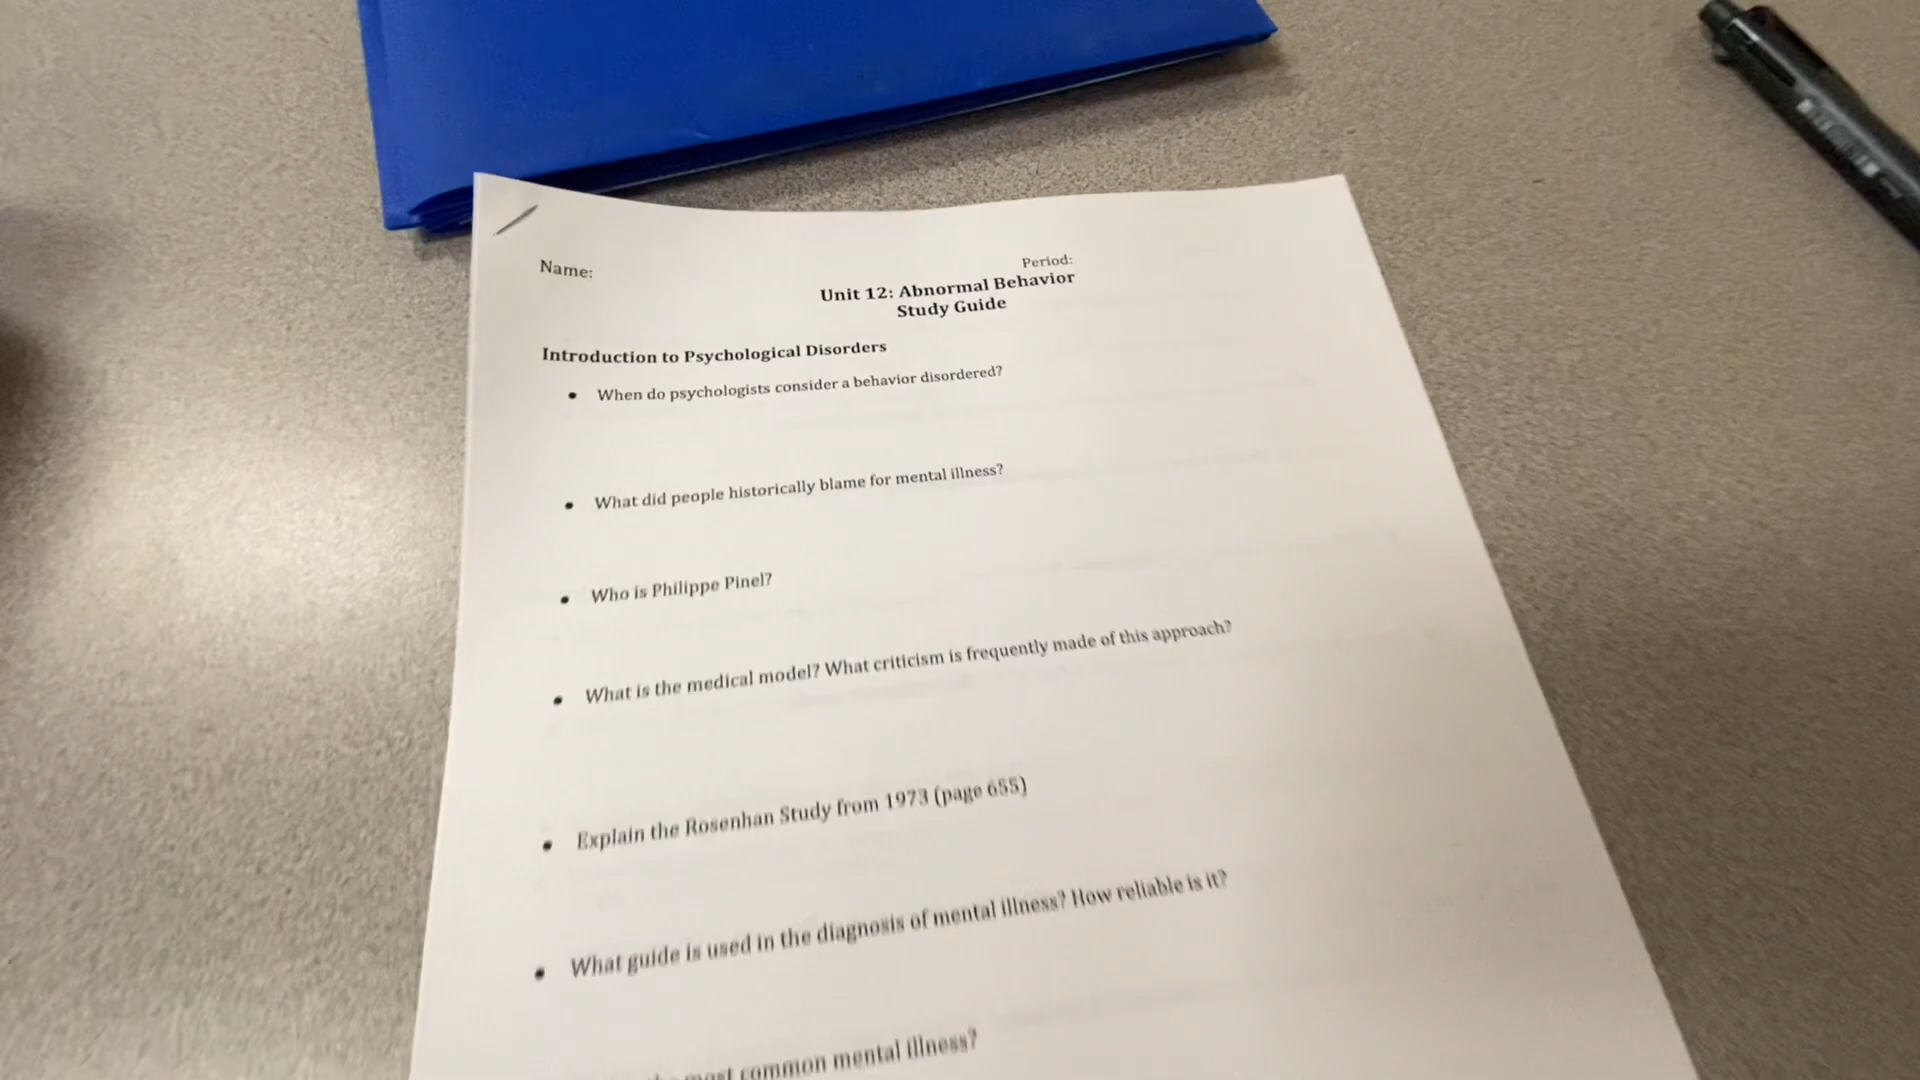 Name:
Period:
Unit 12: Abnormal Behavior
Study Guide
Introduction to Psychological Disorders
• When do psychologists consider a behavior disordered?
• What did people historically blame for mental illness?
• Who is Philippe Pinel?
• What is the medical model? What criticism is frequently made of this approach?
• Explain the Rosenhan Study from 1973 (page 655)
• What guide is used in the diagnosis of mental illness? How reliable is it?
most common mental illness?